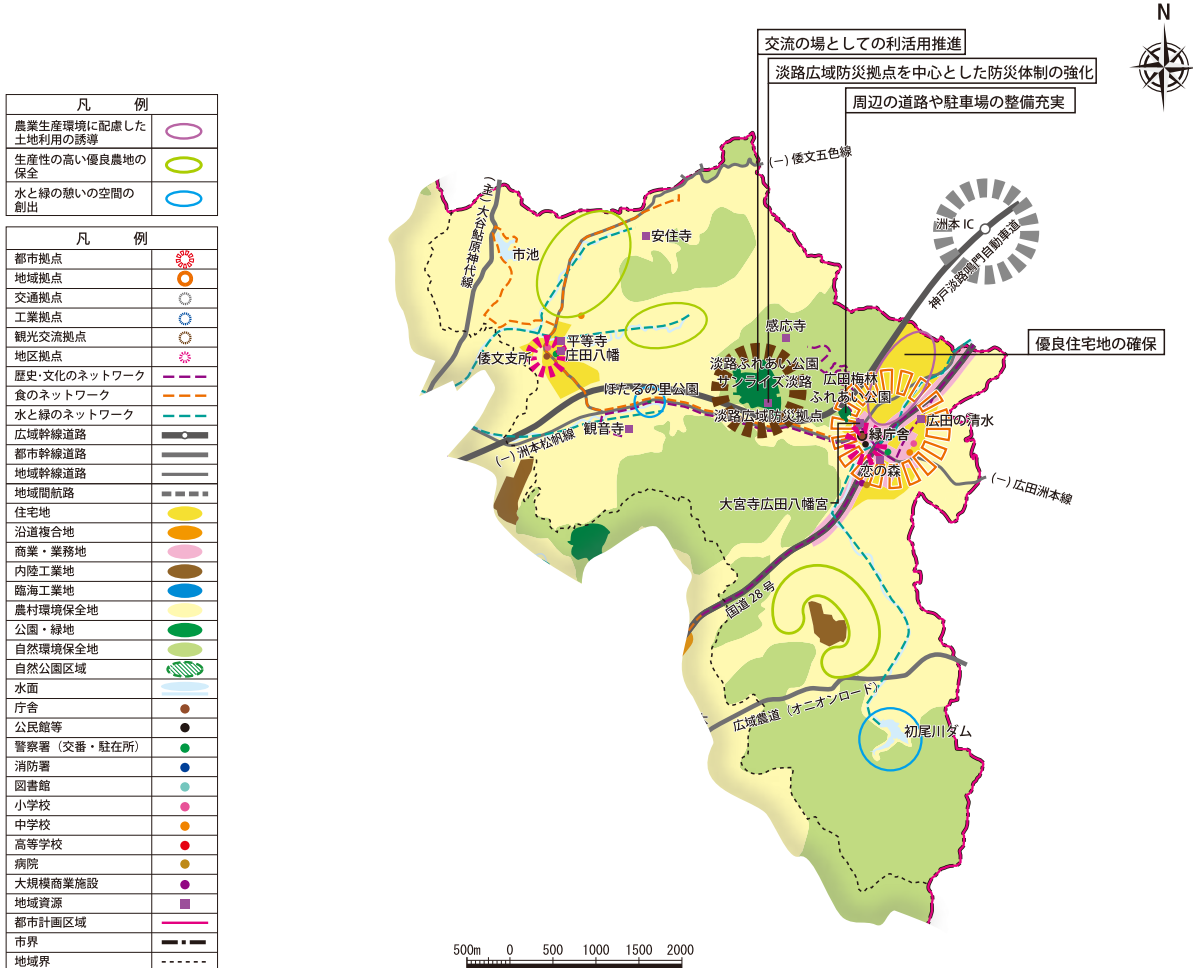 N
交流の場としての利活用推進
淡路広域防災拠点を中心とした防災体制の強化
周辺の道路や駐車場の整備充実
優良住宅地の確保
凡 例
農業生産環境に配慮した
土地利用の誘導
生産性の高い優良農地の
保全
水と緑の憩いの空間の
創出
凡 例
都市拠点
地域拠点
交通拠点
工業拠点
観光交流拠点
地区拠点
歴史・文化のネットワーク
食のネットワーク
水と緑のネットワーク
広域幹線道路
都市幹線道路
地域幹線道路
地域間航路
住宅地
沿道複合地
商業・業務地
内陸工業地
臨海工業地
農村環境保全地
公園・緑地
自然環境保全地
自然公園区域
水面
庁舎
公民館等
警察署（交番・駐在所）
消防署
図書館
小学校
中学校
高等学校
病院
大規模商業施設
地域資源
都市計画区域
市界
地域界
(一)倭文五色線
(主)大谷鮎原神代線
市池
安住寺
洲本IC
神戸淡路鳴門自動車道
感応寺
平等寺
庄田八幡
倭文支所
淡路ふれあい公園
サンライズ淡路
広田梅林
ふれあい公園
ほたるの里公園
淡路広域防災拠点
広田の清水
観音寺
緑庁舎
(一)洲本松帆線
恋の森
(一)広田洲本線
大宮寺広田八幡宮
国道28号
広域農道（オニオンロード）
初尾川ダム
500m 0 500 1000 1500 2000